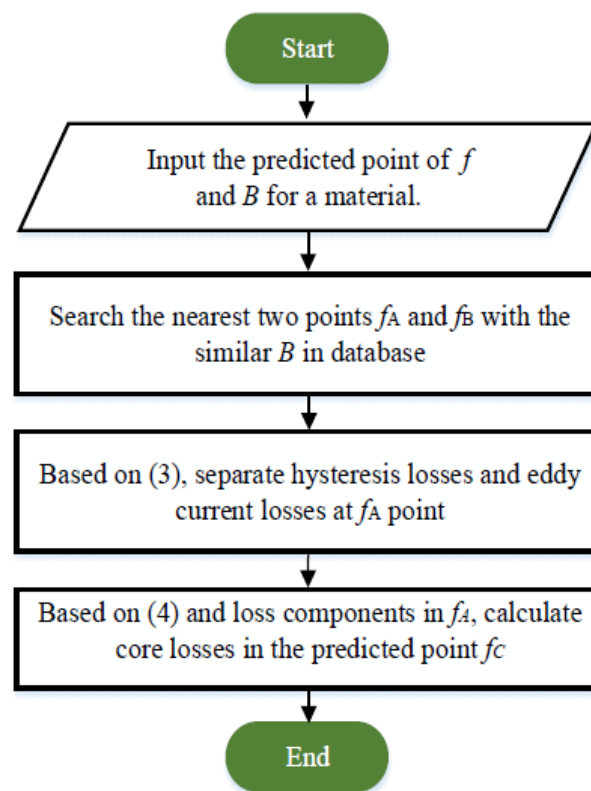 Start
Input the predicted point of f
and B for a material.
Search the nearest two points fA and fB with the
similar B in database
Based on (3), separate hysteresis losses and eddy
current losses at fA point
Based on (4) and loss components in fA, calculate
core losses in the predicted point fC
End